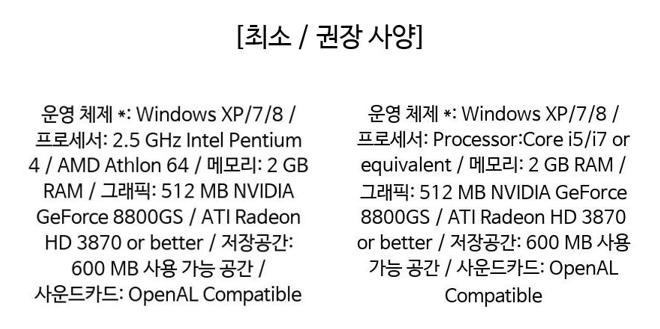 [최소 / 권장 사양]
운영 체제 *: Windows XP/7/8 /
프로세서: 2.5 GHz Intel Pentium
4 / AMD Athlon 64 / 메모리: 2 GB
RAM / 그래픽: 512 MB NVIDIA
GeForce 8800GS / ATI Radeon
HD 3870 or better / 저장공간:
600 MB 사용 가능 공간 /
사운드카드: OpenAL Compatible
운영 체제 *: Windows XP/7/8 /
프로세서: Processor:Core i5/i7 or
equivalent / 메모리: 2 GB RAM /
그래픽: 512 MB NVIDIA GeForce
8800GS / ATI Radeon HD 3870
or better / 저장공간: 600 MB 사용
가능 공간 / 사운드카드: OpenAL
Compatible